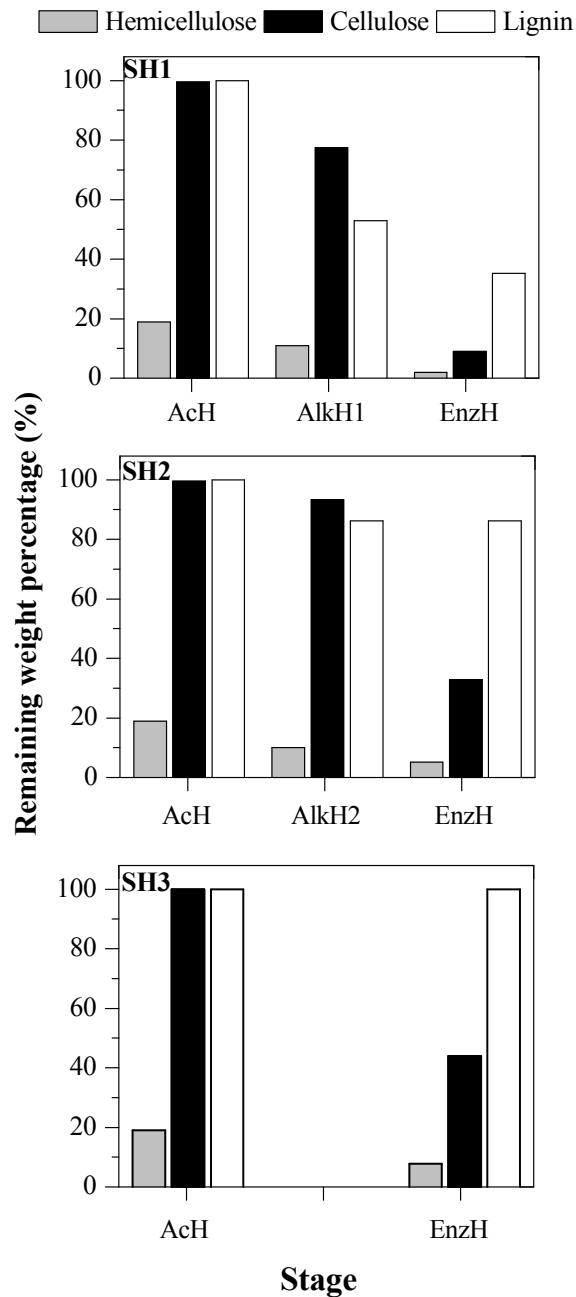 Hemicellulose Cellulose Lignin
SH1
100
80
60
40
20
0
AcH AlkH1 EnzH
SH2
100
80
60
40
20
0
AcH AlkH2 EnzH
SH3
100
80
60
40
20
0
AcH EnzH
Remaining weight percentage (%)
Stage